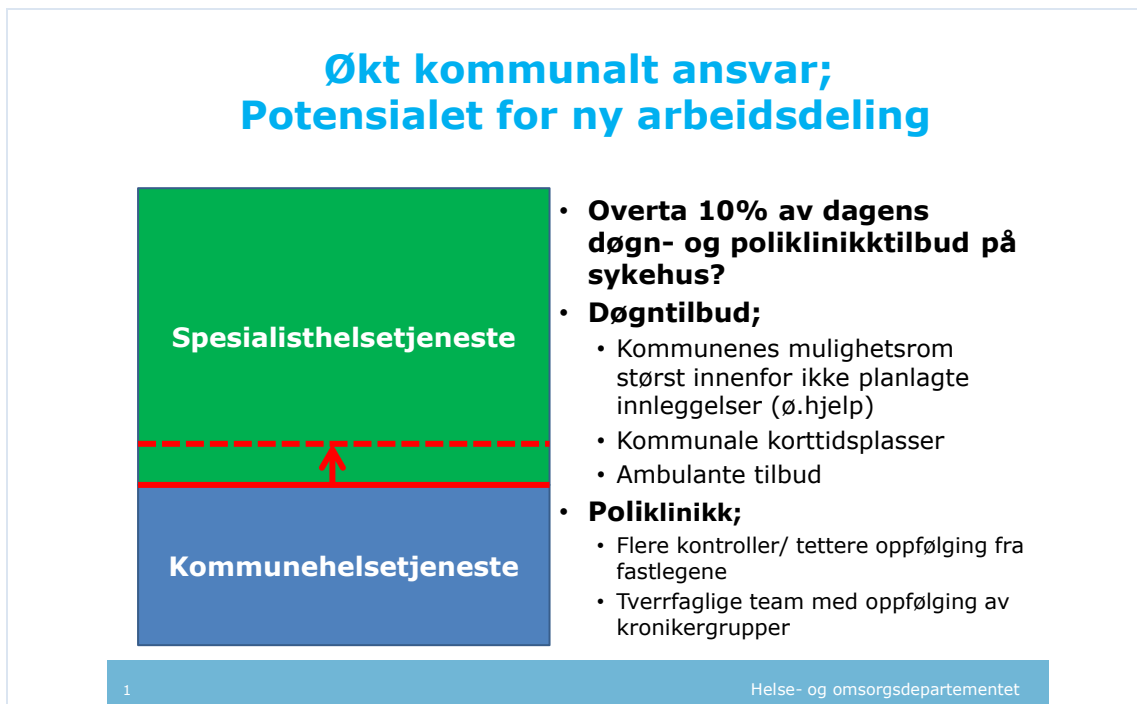 Økt kommunalt ansvar;
Potensialet for ny arbeidsdeling
Spesialisthelsetjeneste
Kommunehelsetjeneste
• Overta 10% av dagens
døgn- og poliklinikktilbud på
sykehus?
• Døgntilbud;
• Kommunenes mulighetsrom
størst innenfor ikke planlagte
innleggelser (ø.hjelp)
• Kommunale korttidsplasser
• Ambulante tilbud
• Poliklinikk;
• Flere kontroller/ tettere oppfølging fra
fastlegene
• Tverrfaglige team med oppfølging av
kronikergrupper
1
Helse- og omsorgsdepartementet